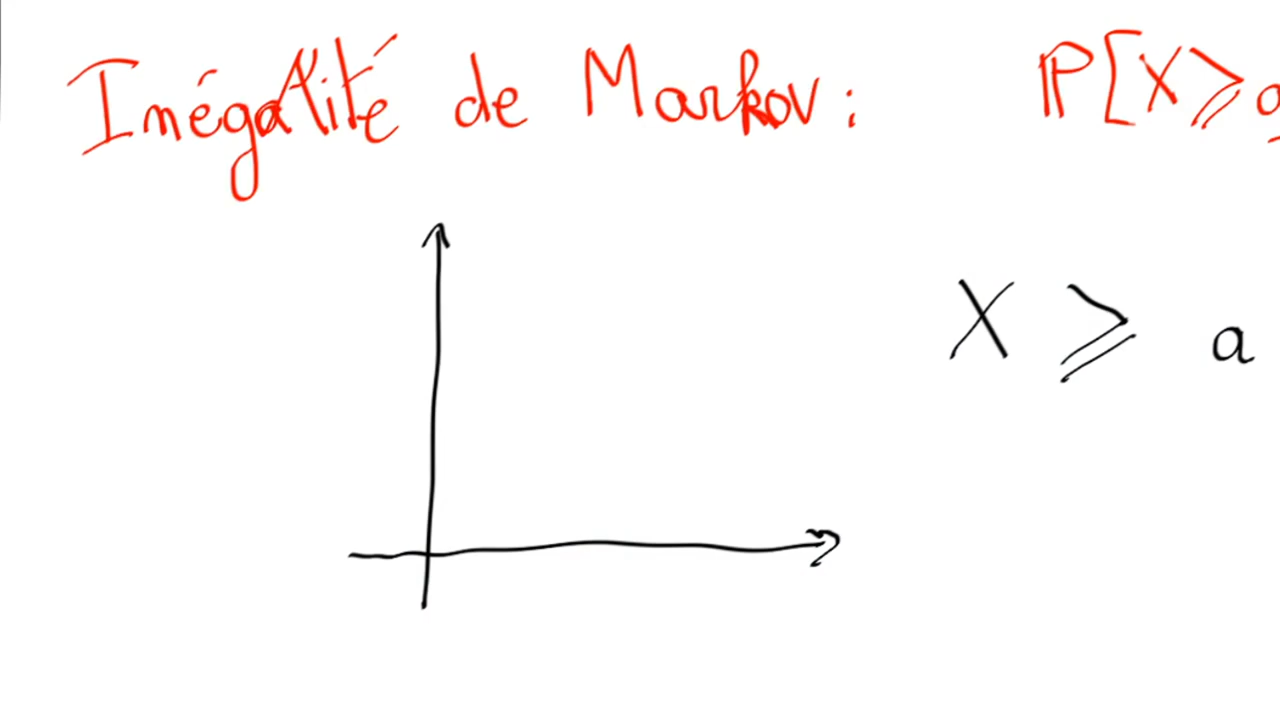 Inégalité de Markov : ℙ[X ⩾ a
X ⩾ a